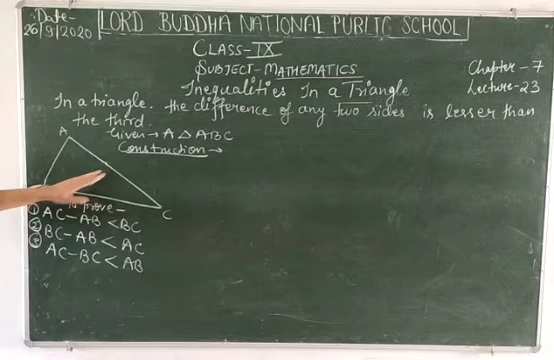 Date-
26/9/2020
LORD BUDDHA NATIONAL PUBLIC SCHOOL
CLASS-IX
SUBJECT-MATHEMATICS
Chapter-7
Inequalities In a Triangle
Lecture-23
In a triangle. the difference of any two sides is lesser than
the third.
Given → A △ ABC
Construction →
A
C
To prove-
① AC-AB<BC
② BC-AB<AC
③ AC-BC<AB